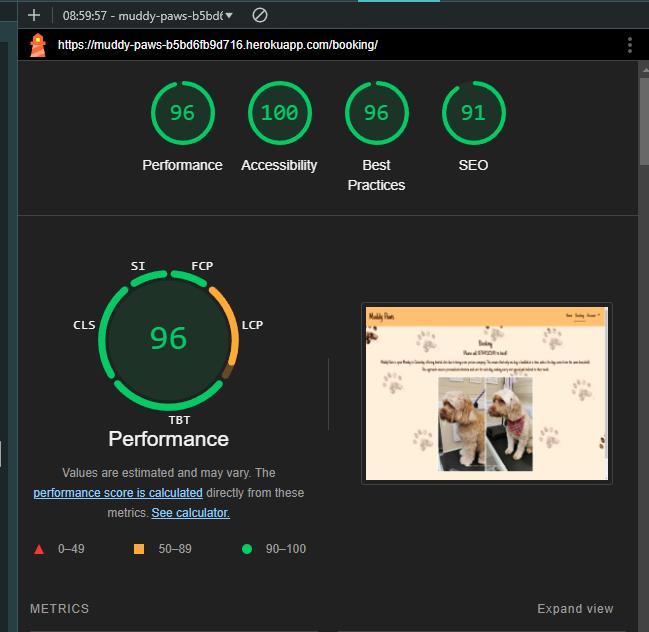 08:59:57 - muddy-paws-b5bd6
https://muddy-paws-b5bd6fb9d716.herokuapp.com/booking/
96
100
96
91
Performance
Accessibility
Best
Practices
SEO
SI
FCP
CLS
LCP
96
TBT
Performance
Values are estimated and may vary. The
performance score is calculated directly from these
metrics. See calculator.
0–49
50–89
90–100
Muddy Paws
Booking
METRICS
Expand view